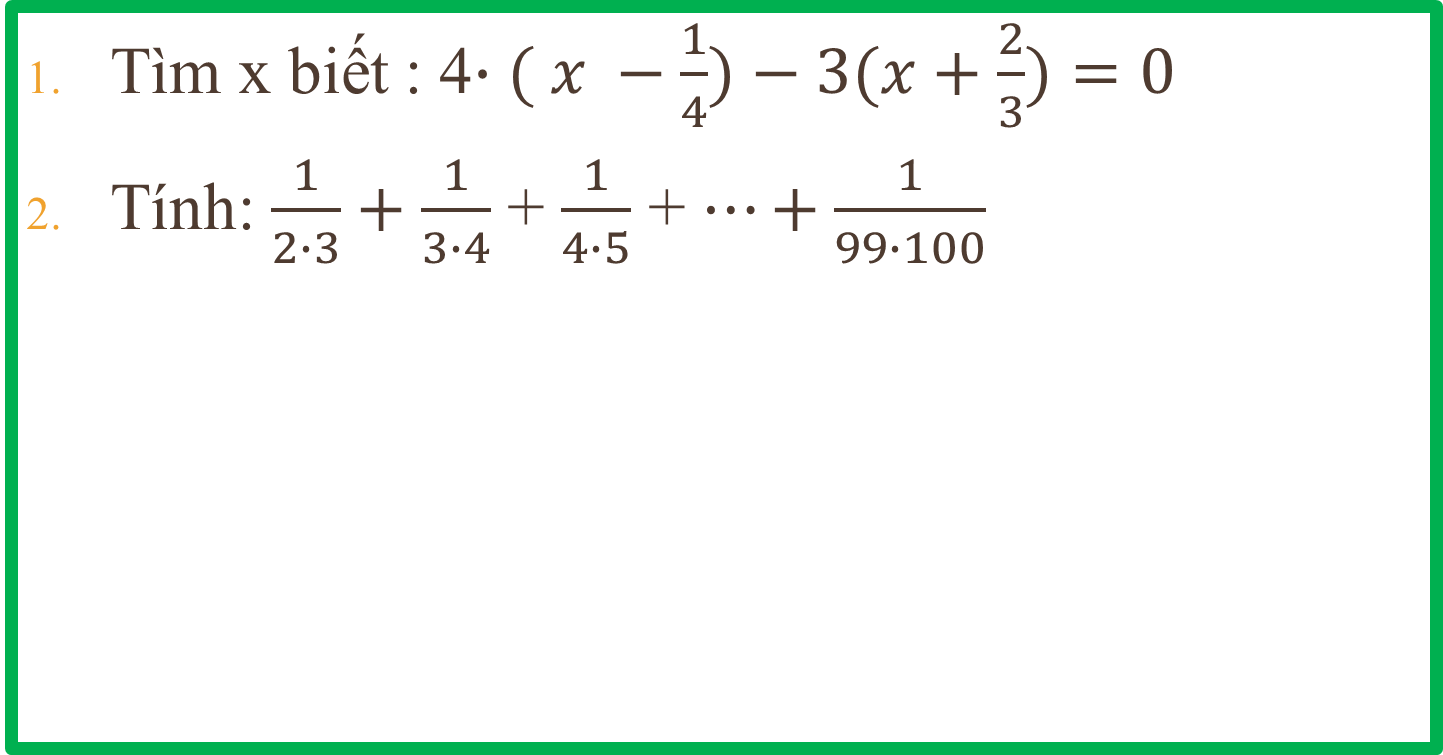 1. Tìm x biết : 4· ( x − 1/4) − 3(x + 2/3) = 0
2. Tính: 1/(2·3) + 1/(3·4) + 1/(4·5) + ⋯ + 1/(99·100)